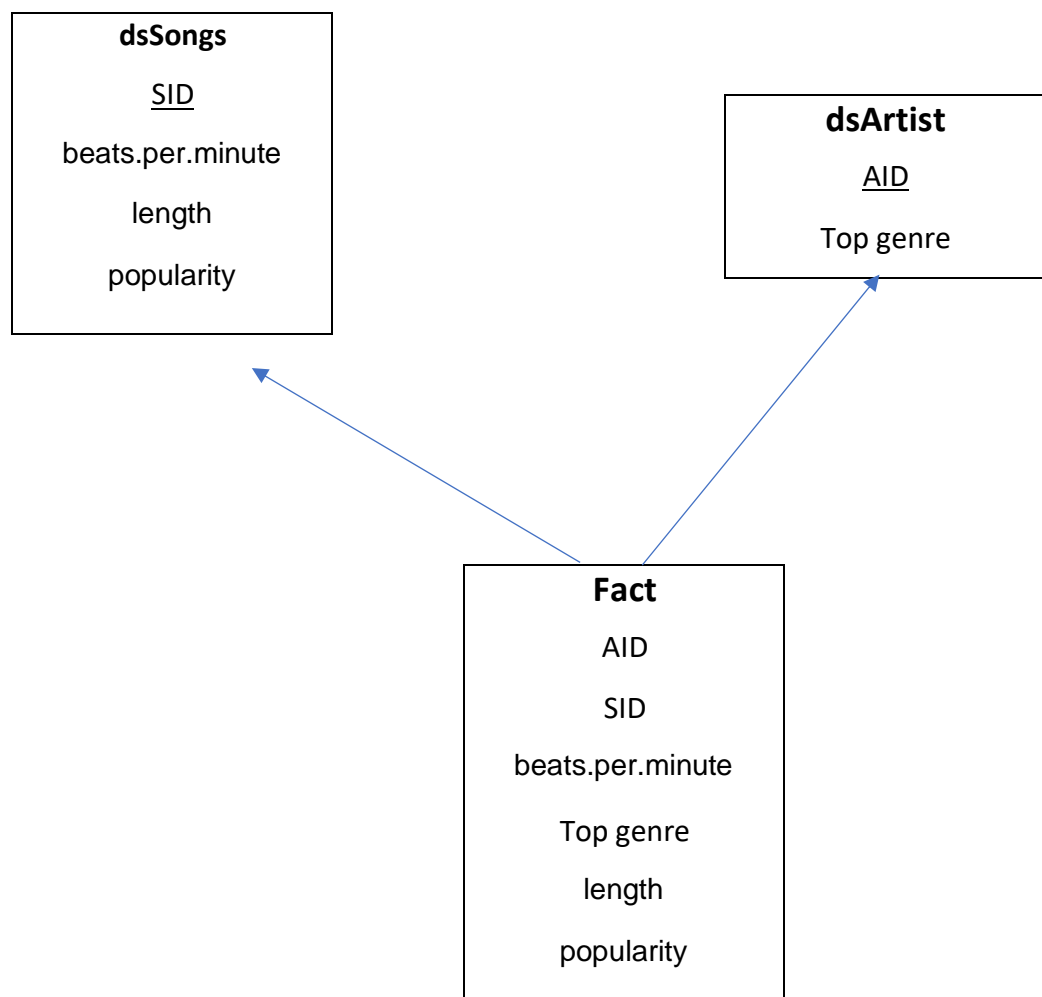 dsSongs
SID
beats.per.minute
length
popularity
dsArtist
AID
Top genre
Fact
AID
SID
beats.per.minute
Top genre
length
popularity